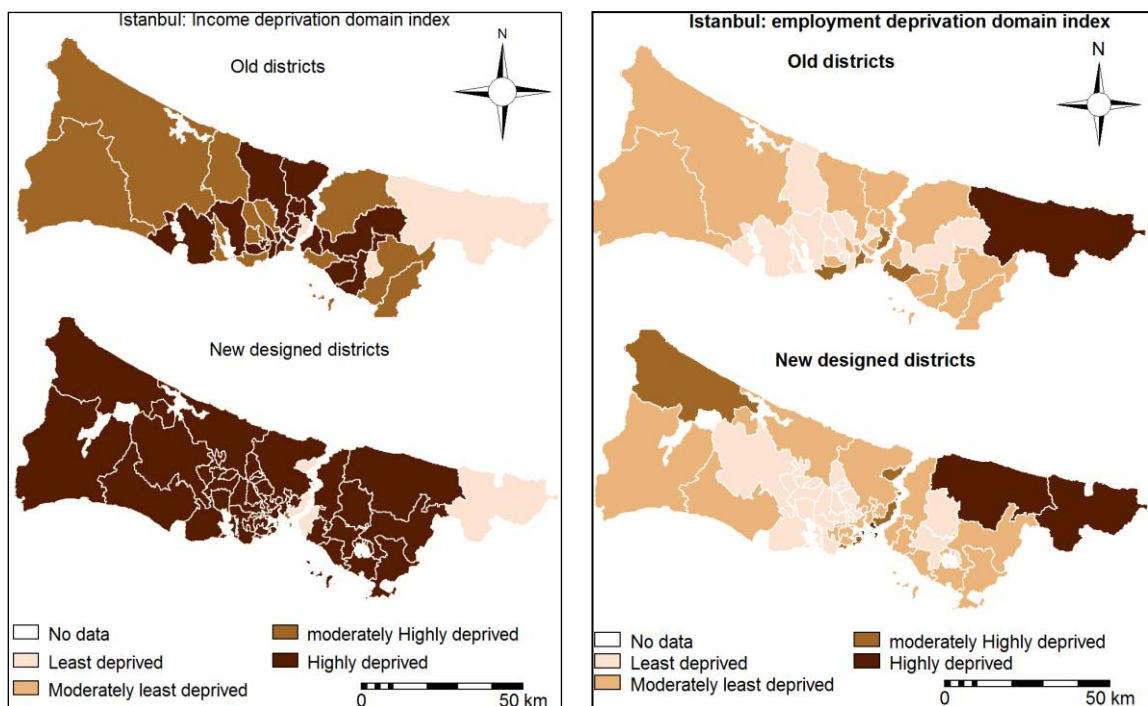 Istanbul: Income deprivation domain index
N
Old districts
New designed districts
No data
Least deprived
Moderately least deprived
moderately Highly deprived
Highly deprived
0 50 km
Istanbul: employment deprivation domain index
N
Old districts
New designed districts
No data
Least deprived
Moderately least deprived
moderately Highly deprived
Highly deprived
0 50 km